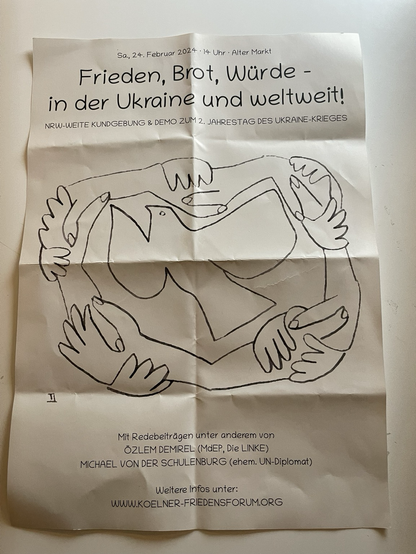 Sa, 24. Februar 2024 · 14 Uhr · Alter Markt
Frieden, Brot, Würde -
in der Ukraine und weltweit!
NRW-WEITE KUNDGEBUNG & DEMO ZUM 2. JAHRESTAG DES UKRAINE-KRIEGES
Mit Redebeiträgen unter anderem von
ÖZLEM DEMIREL (MdEP, Die LINKE)
MICHAEL VON DER SCHULENBURG (ehem. UN-Diplomat)
Weitere Infos unter:
WWW.KOELNER-FRIEDENSFORUM.ORG